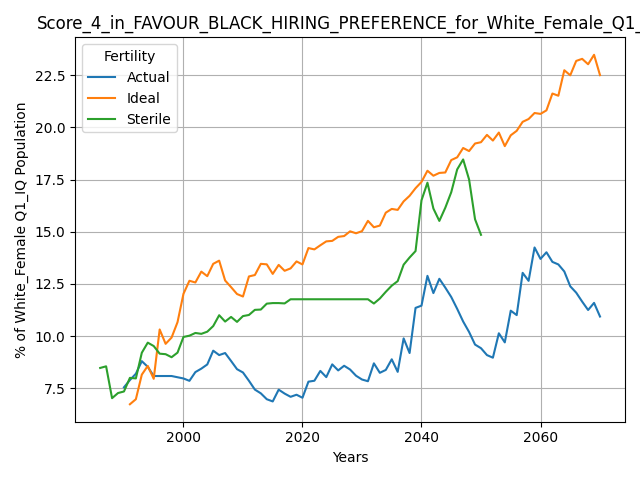 Score_4_in_FAVOUR_BLACK_HIRING_PREFERENCE_for_White_Female_Q1_
Fertility
Actual
Ideal
Sterile
% of White_Female Q1_IQ Population
22.5
20.0
17.5
15.0
12.5
10.0
7.5
2000
2020
2040
2060
Years